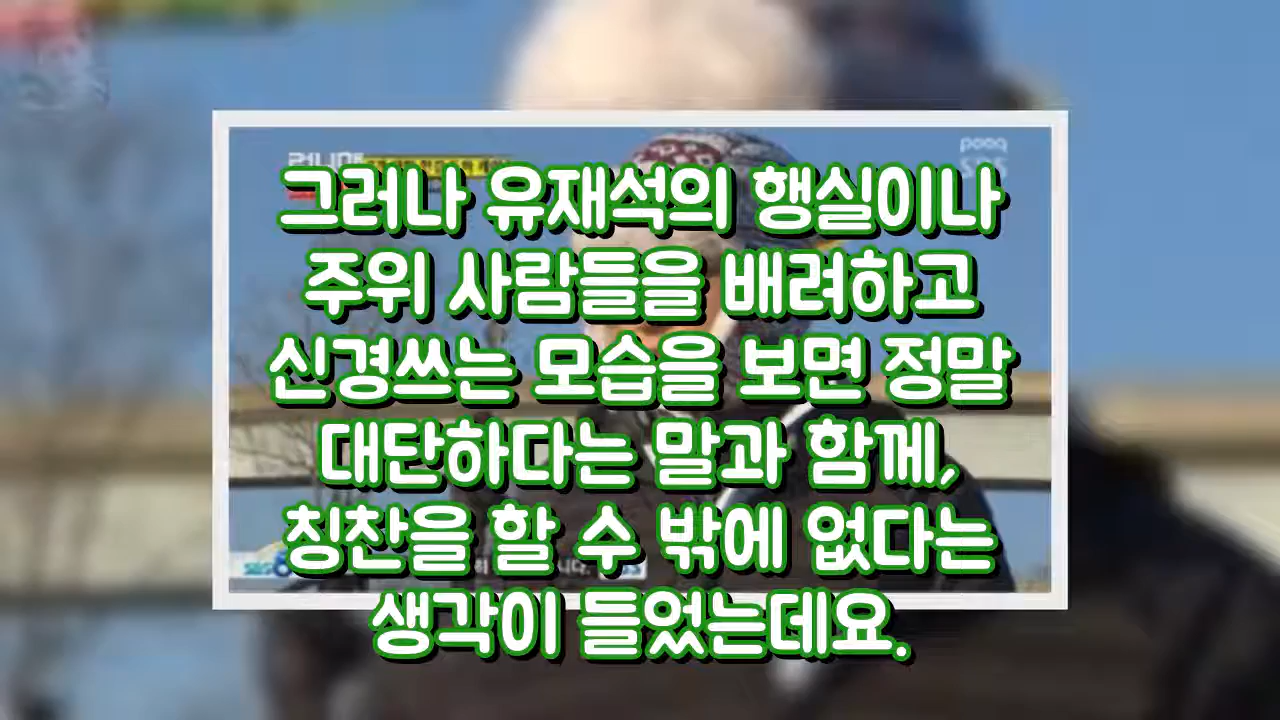 pooq
SBS
그러나 유재석의 행실이나
주위 사람들을 배려하고
신경쓰는 모습을 보면 정말
대단하다는 말과 함께,
칭찬을 할 수 밖에 없다는
생각이 들었는데요.